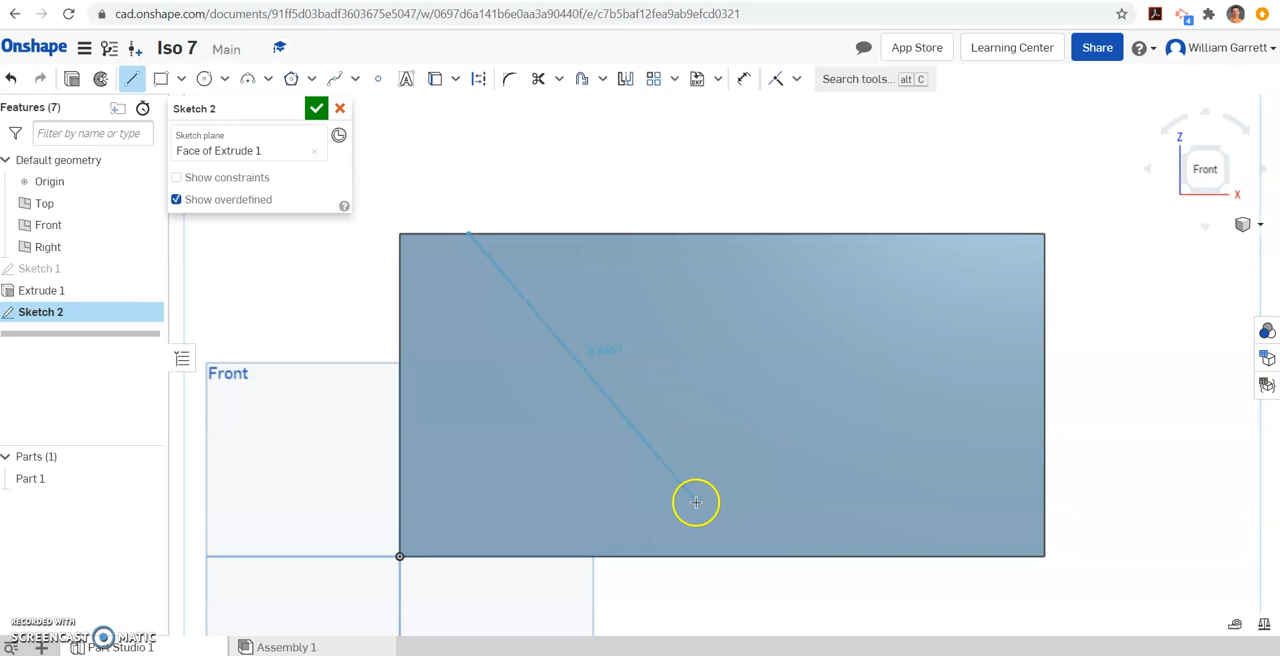 cad.onshape.com/documents/91ff5d03badf3603675e5047/w/0697d6a141b6e0aa3a90440f/e/c7b5baf12fea9ab9efcd0321
4
Onshape
Iso 7
Main
App Store
Learning Center
Share
William Garrett
Search tools...
alt
C
Features (7)
Filter by name or type
Default geometry
Origin
Top
Front
Right
Sketch 1
Extrude 1
Sketch 2
Sketch 2
Sketch plane
Face of Extrude 1
Show constraints
Show overdefined
Front
Z
Front
X
Parts (1)
Part 1
RECORDED WITH
SCREENCAST MATIC
Part Studio 1
Assembly 1